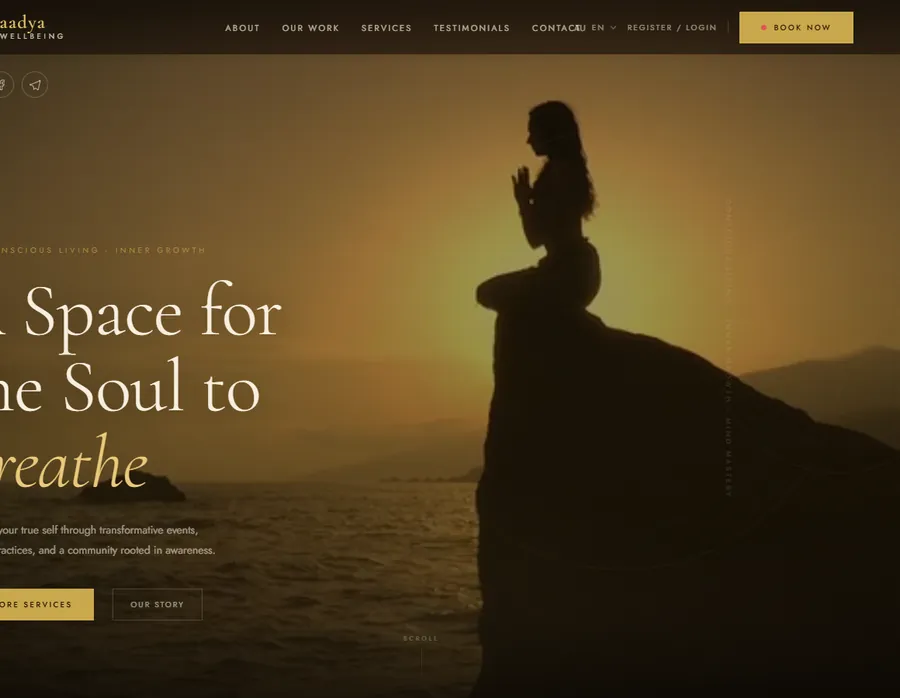 aadya
WELLBEING
ABOUT
OUR WORK
SERVICES
TESTIMONIALS
CONTACT
EN
REGISTER / LOGIN
BOOK NOW
NSCIOUS LIVING · INNER GROWTH
Space for
he Soul to
reathe
your true self through transformative events,
ractices, and a community rooted in awareness.
ORE SERVICES
OUR STORY
SCROLL
MIND MASTERY